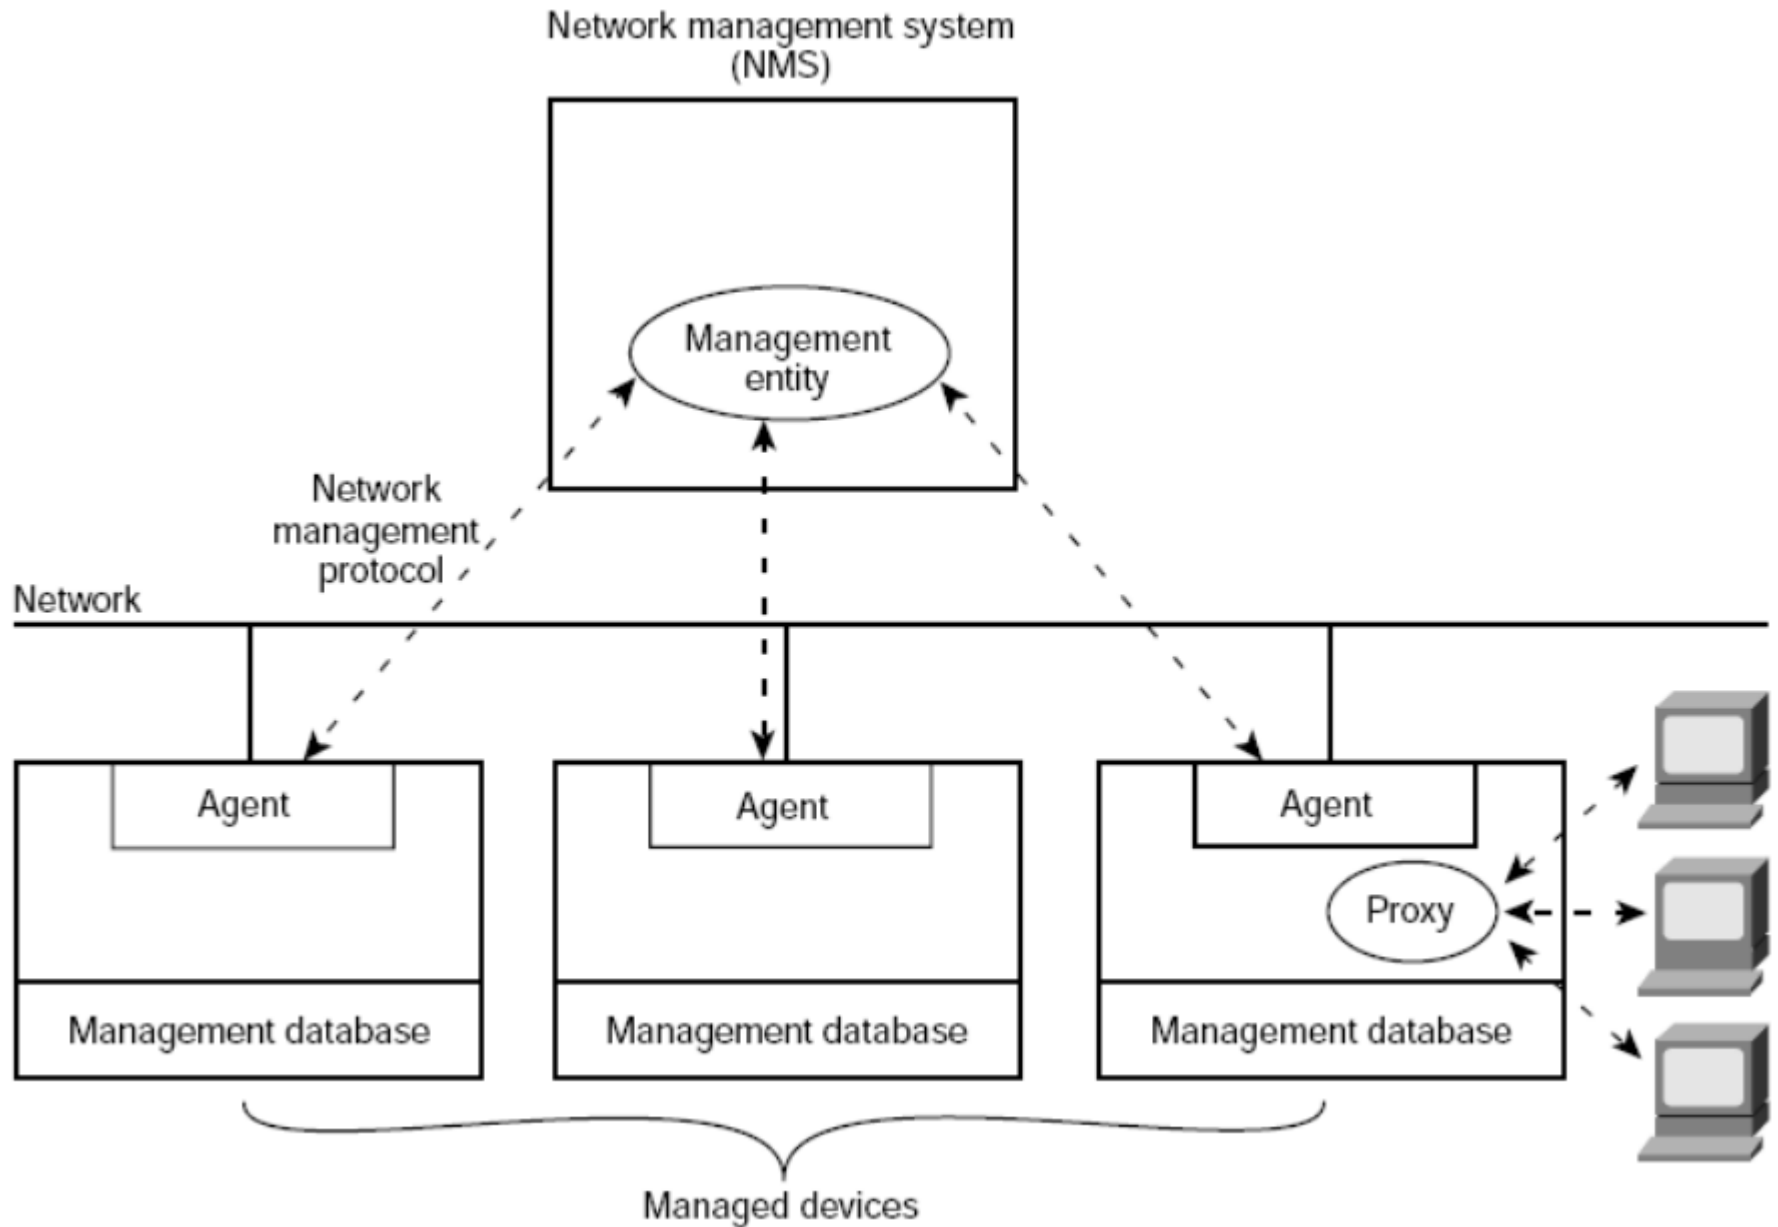 Network management system
(NMS)
Management
entity
Network
management
protocol
Network
Agent
Agent
Agent
Proxy
Management database
Management database
Management database
Managed devices